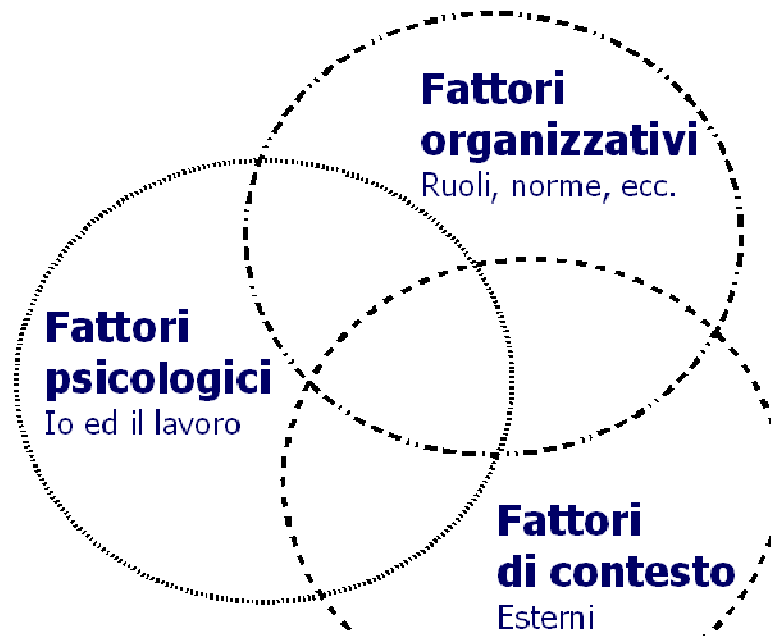 Fattori
organizzativi
Ruoli, norme, ecc.
Fattori
psicologici
Io ed il lavoro
Fattori
di contesto
Esterni